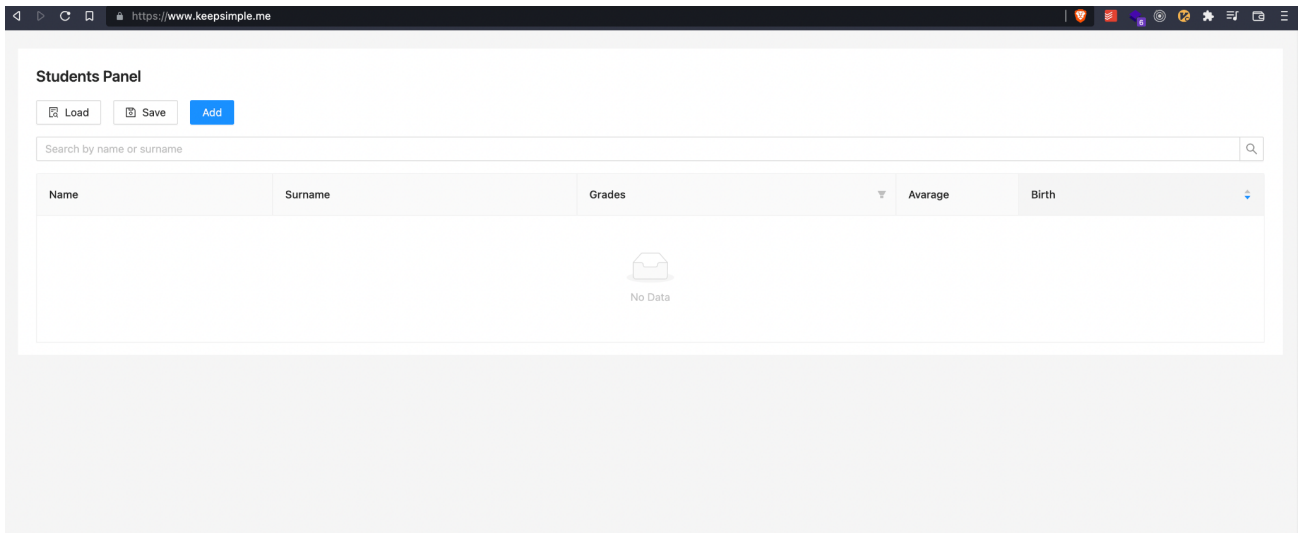 https://www.keepsimple.me
6
Students Panel
Load Save Add
Search by name or surname
Name Surname Grades Avarage Birth
No Data